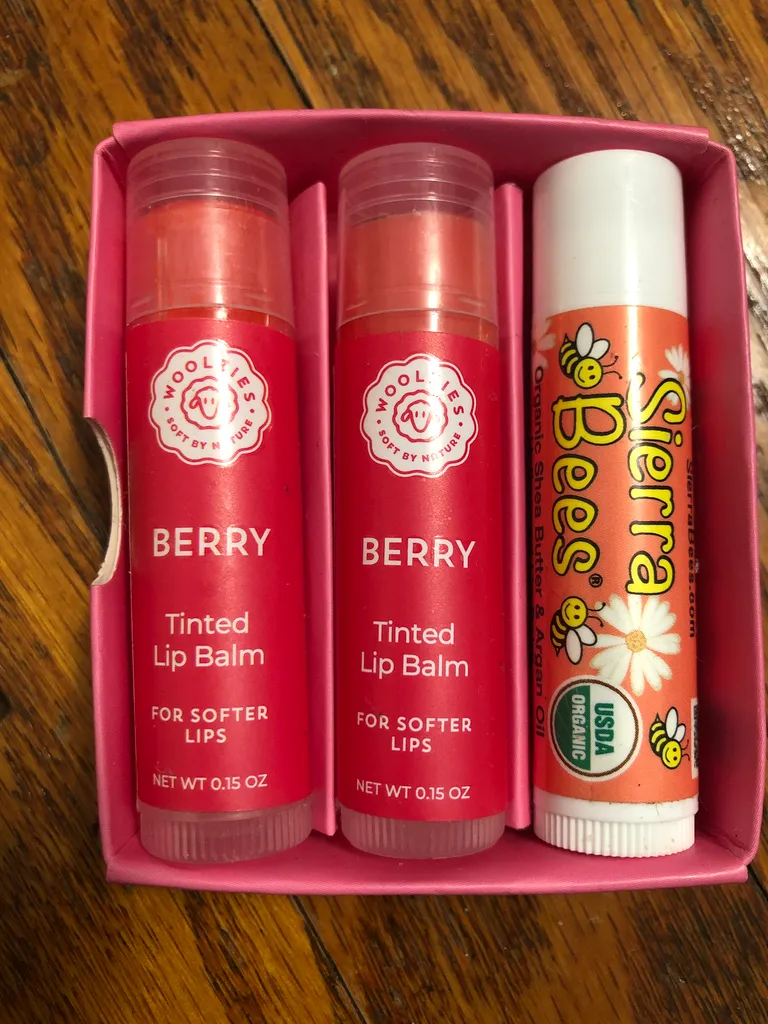 WOOLZIES
SOFT BY NATURE
BERRY
Tinted
Lip Balm
FOR SOFTER
LIPS
NET WT 0.15 OZ
WOOLZIES
SOFT BY NATURE
BERRY
Tinted
Lip Balm
FOR SOFTER
LIPS
NET WT 0.15 OZ
SierraBees.com
Sierra
Bees®
Organic Shea Butter & Argan Oil
USDA
ORGANIC